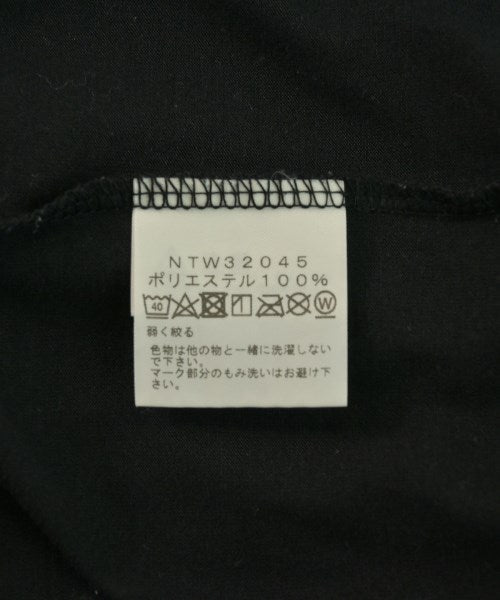 NTW32045
ポリエステル100%
40 W
弱く絞る
色物は他の物と一緒に洗濯しない
で下さい。
マーク部分のもみ洗いはお避け下
さい。